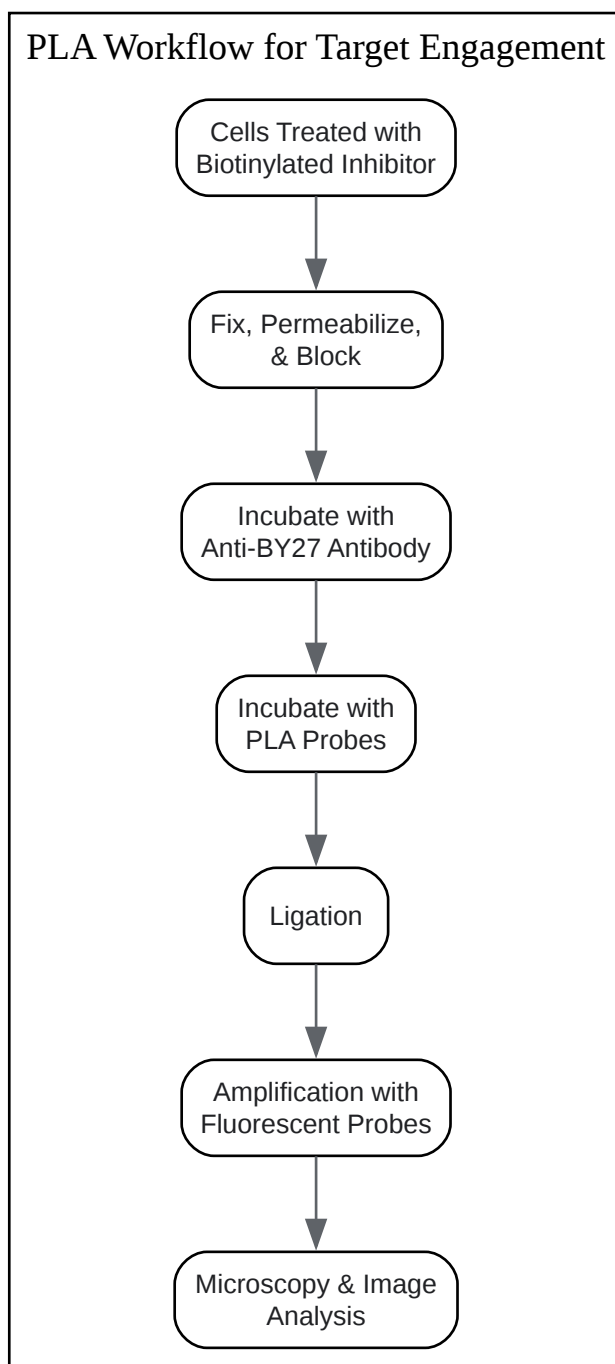 PLA Workflow for Target Engagement
Cells Treated with
Biotinylated Inhibitor
Fix, Permeabilize,
& Block
Incubate with
Anti-BY27 Antibody
Incubate with
PLA Probes
Ligation
Amplification with
Fluorescent Probes
Microscopy & Image
Analysis